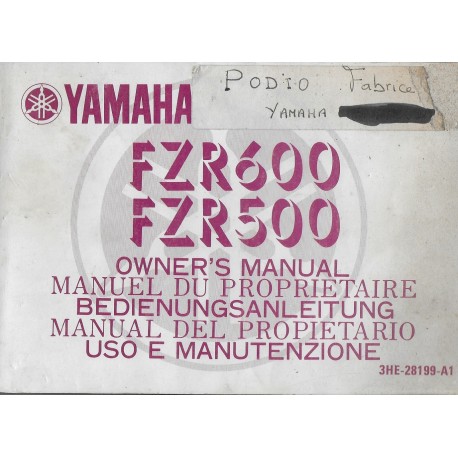 YAMAHA
PODIO Fabrice
YAMAHA
FZR600
FZR500
OWNER'S MANUAL
MANUEL DU PROPRIETAIRE
BEDIENUNGSANLEITUNG
MANUAL DEL PROPIETARIO
USO E MANUTENZIONE
3HE-28199-A1